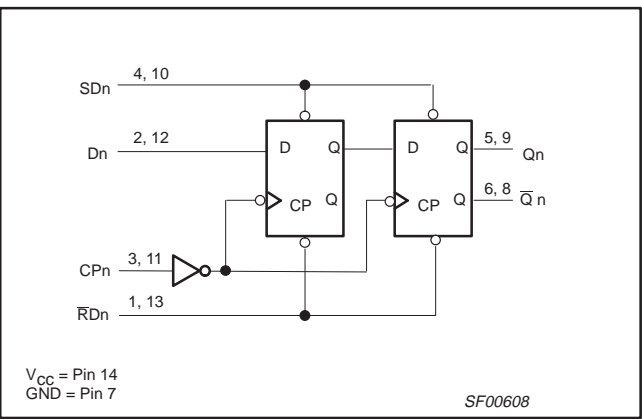 SDn 4, 10
Dn 2, 12 D Q D Q 5, 9 Qn
CP Q CP Q 6, 8 Q̅ n
CPn 3, 11
R̅Dn 1, 13
VCC = Pin 14
GND = Pin 7
SF00608